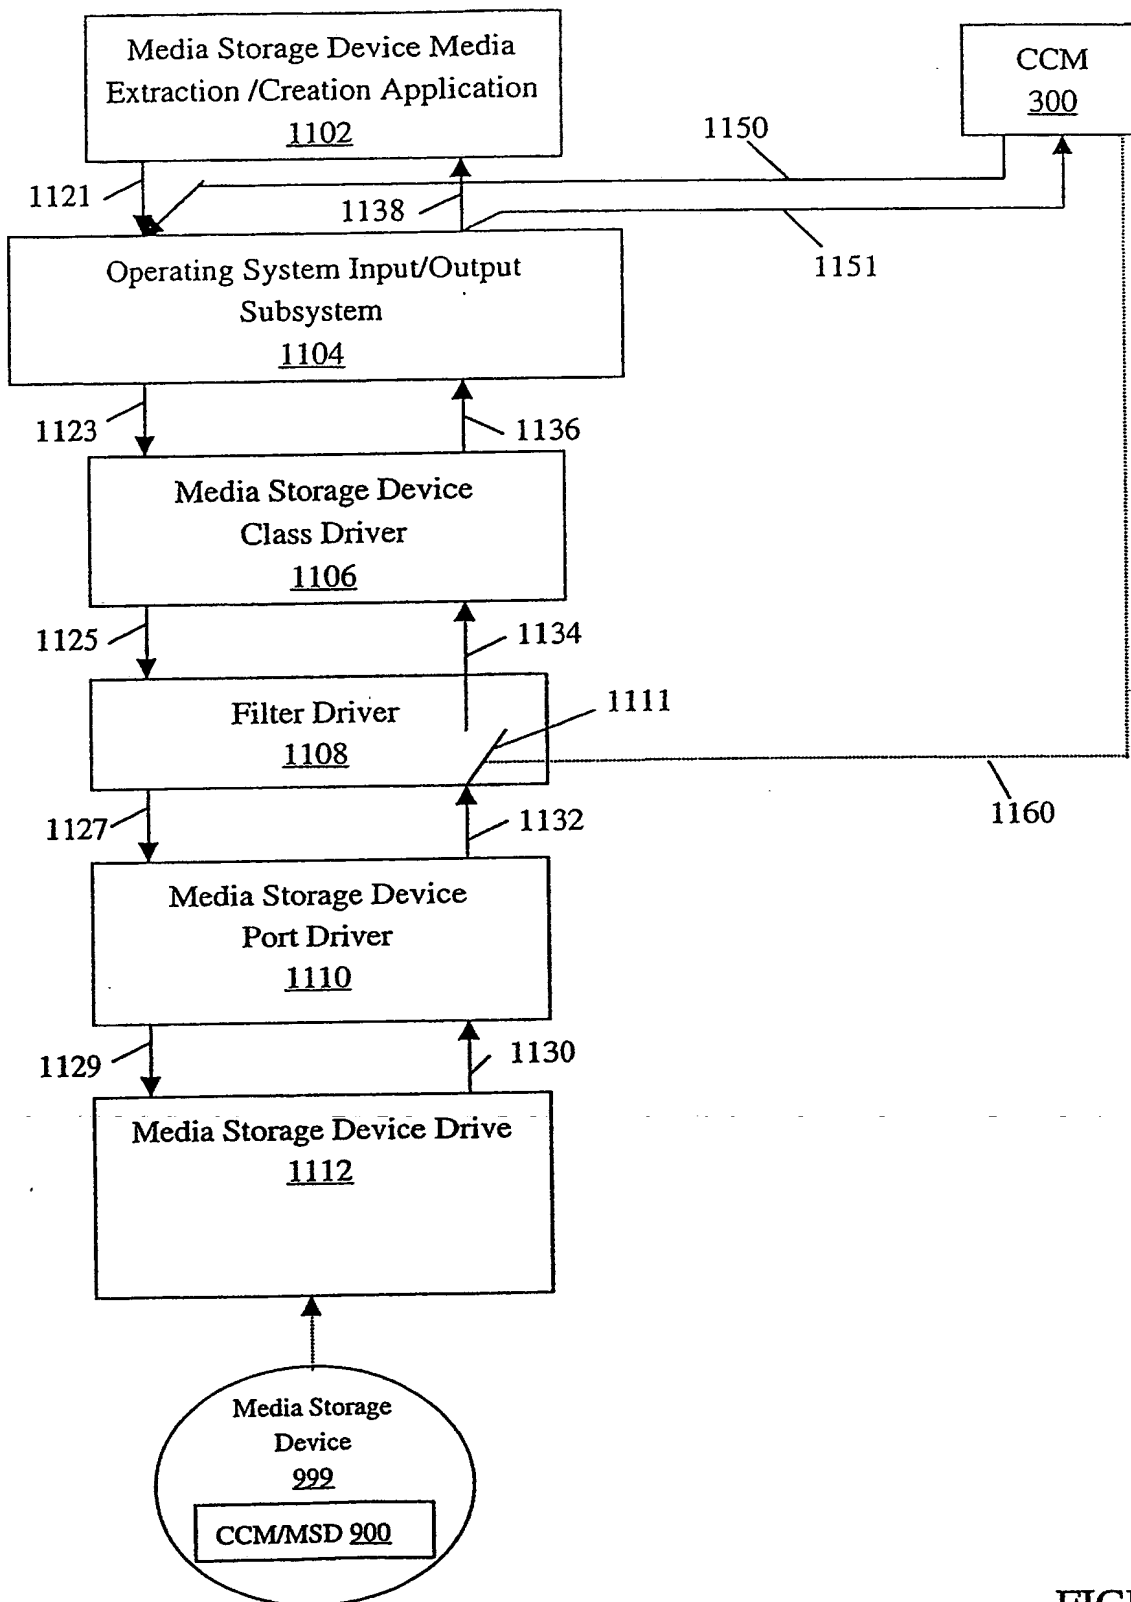 Media Storage Device Media
Extraction /Creation Application
1102
CCM
300
1150
1121
1138
1151
Operating System Input/Output
Subsystem
1104
1123
1136
Media Storage Device
Class Driver
1106
1125
1134
Filter Driver
1108
1111
1160
1127
1132
Media Storage Device
Port Driver
1110
1129
1130
Media Storage Device Drive
1112
Media Storage
Device
999
CCM/MSD 900